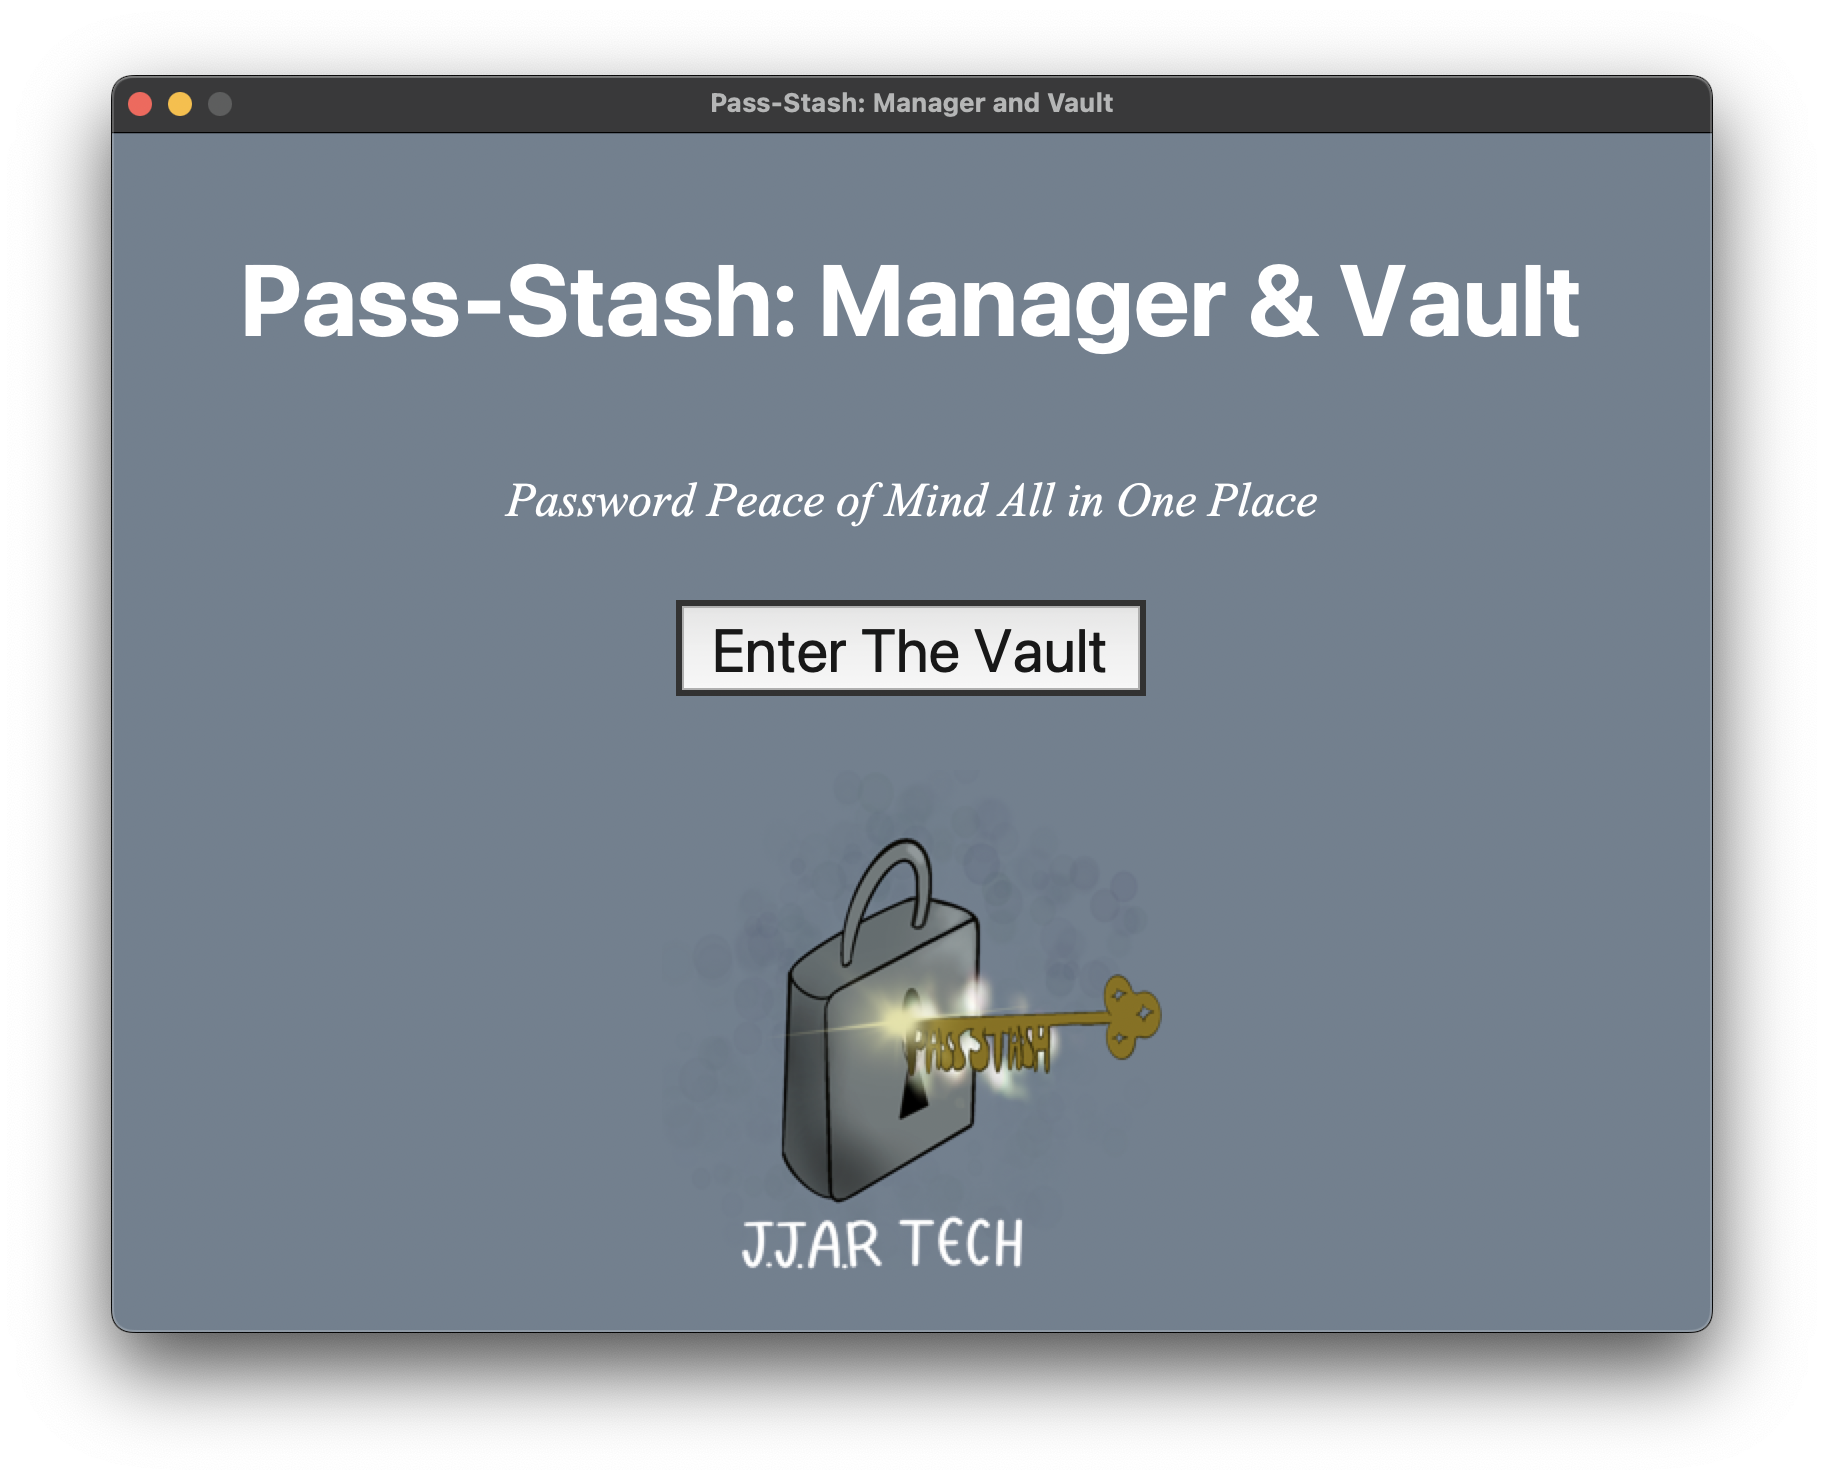 Pass-Stash: Manager and Vault
Pass-Stash: Manager & Vault
Password Peace of Mind All in One Place
Enter The Vault
PASS STASH
J.J.A.R TECH